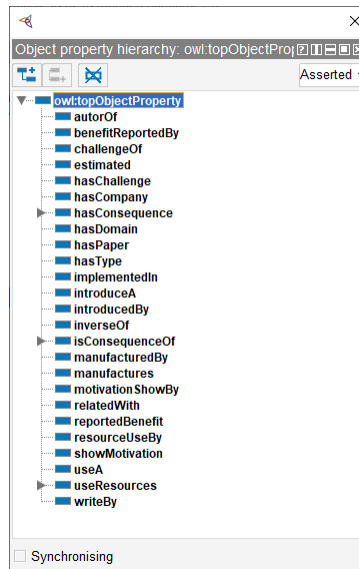 Object property hierarchy: owl:topObjectProp
Asserted
owl:topObjectProperty
autorOf
benefitReportedBy
challengeOf
estimated
hasChallenge
hasCompany
hasConsequence
hasDomain
hasPaper
hasType
implementedIn
introduceA
introducedBy
inverseOf
isConsequenceOf
manufacturedBy
manufactures
motivationShowBy
relatedWith
reportedBenefit
resourceUseBy
showMotivation
useA
useResources
writeBy
Synchronising